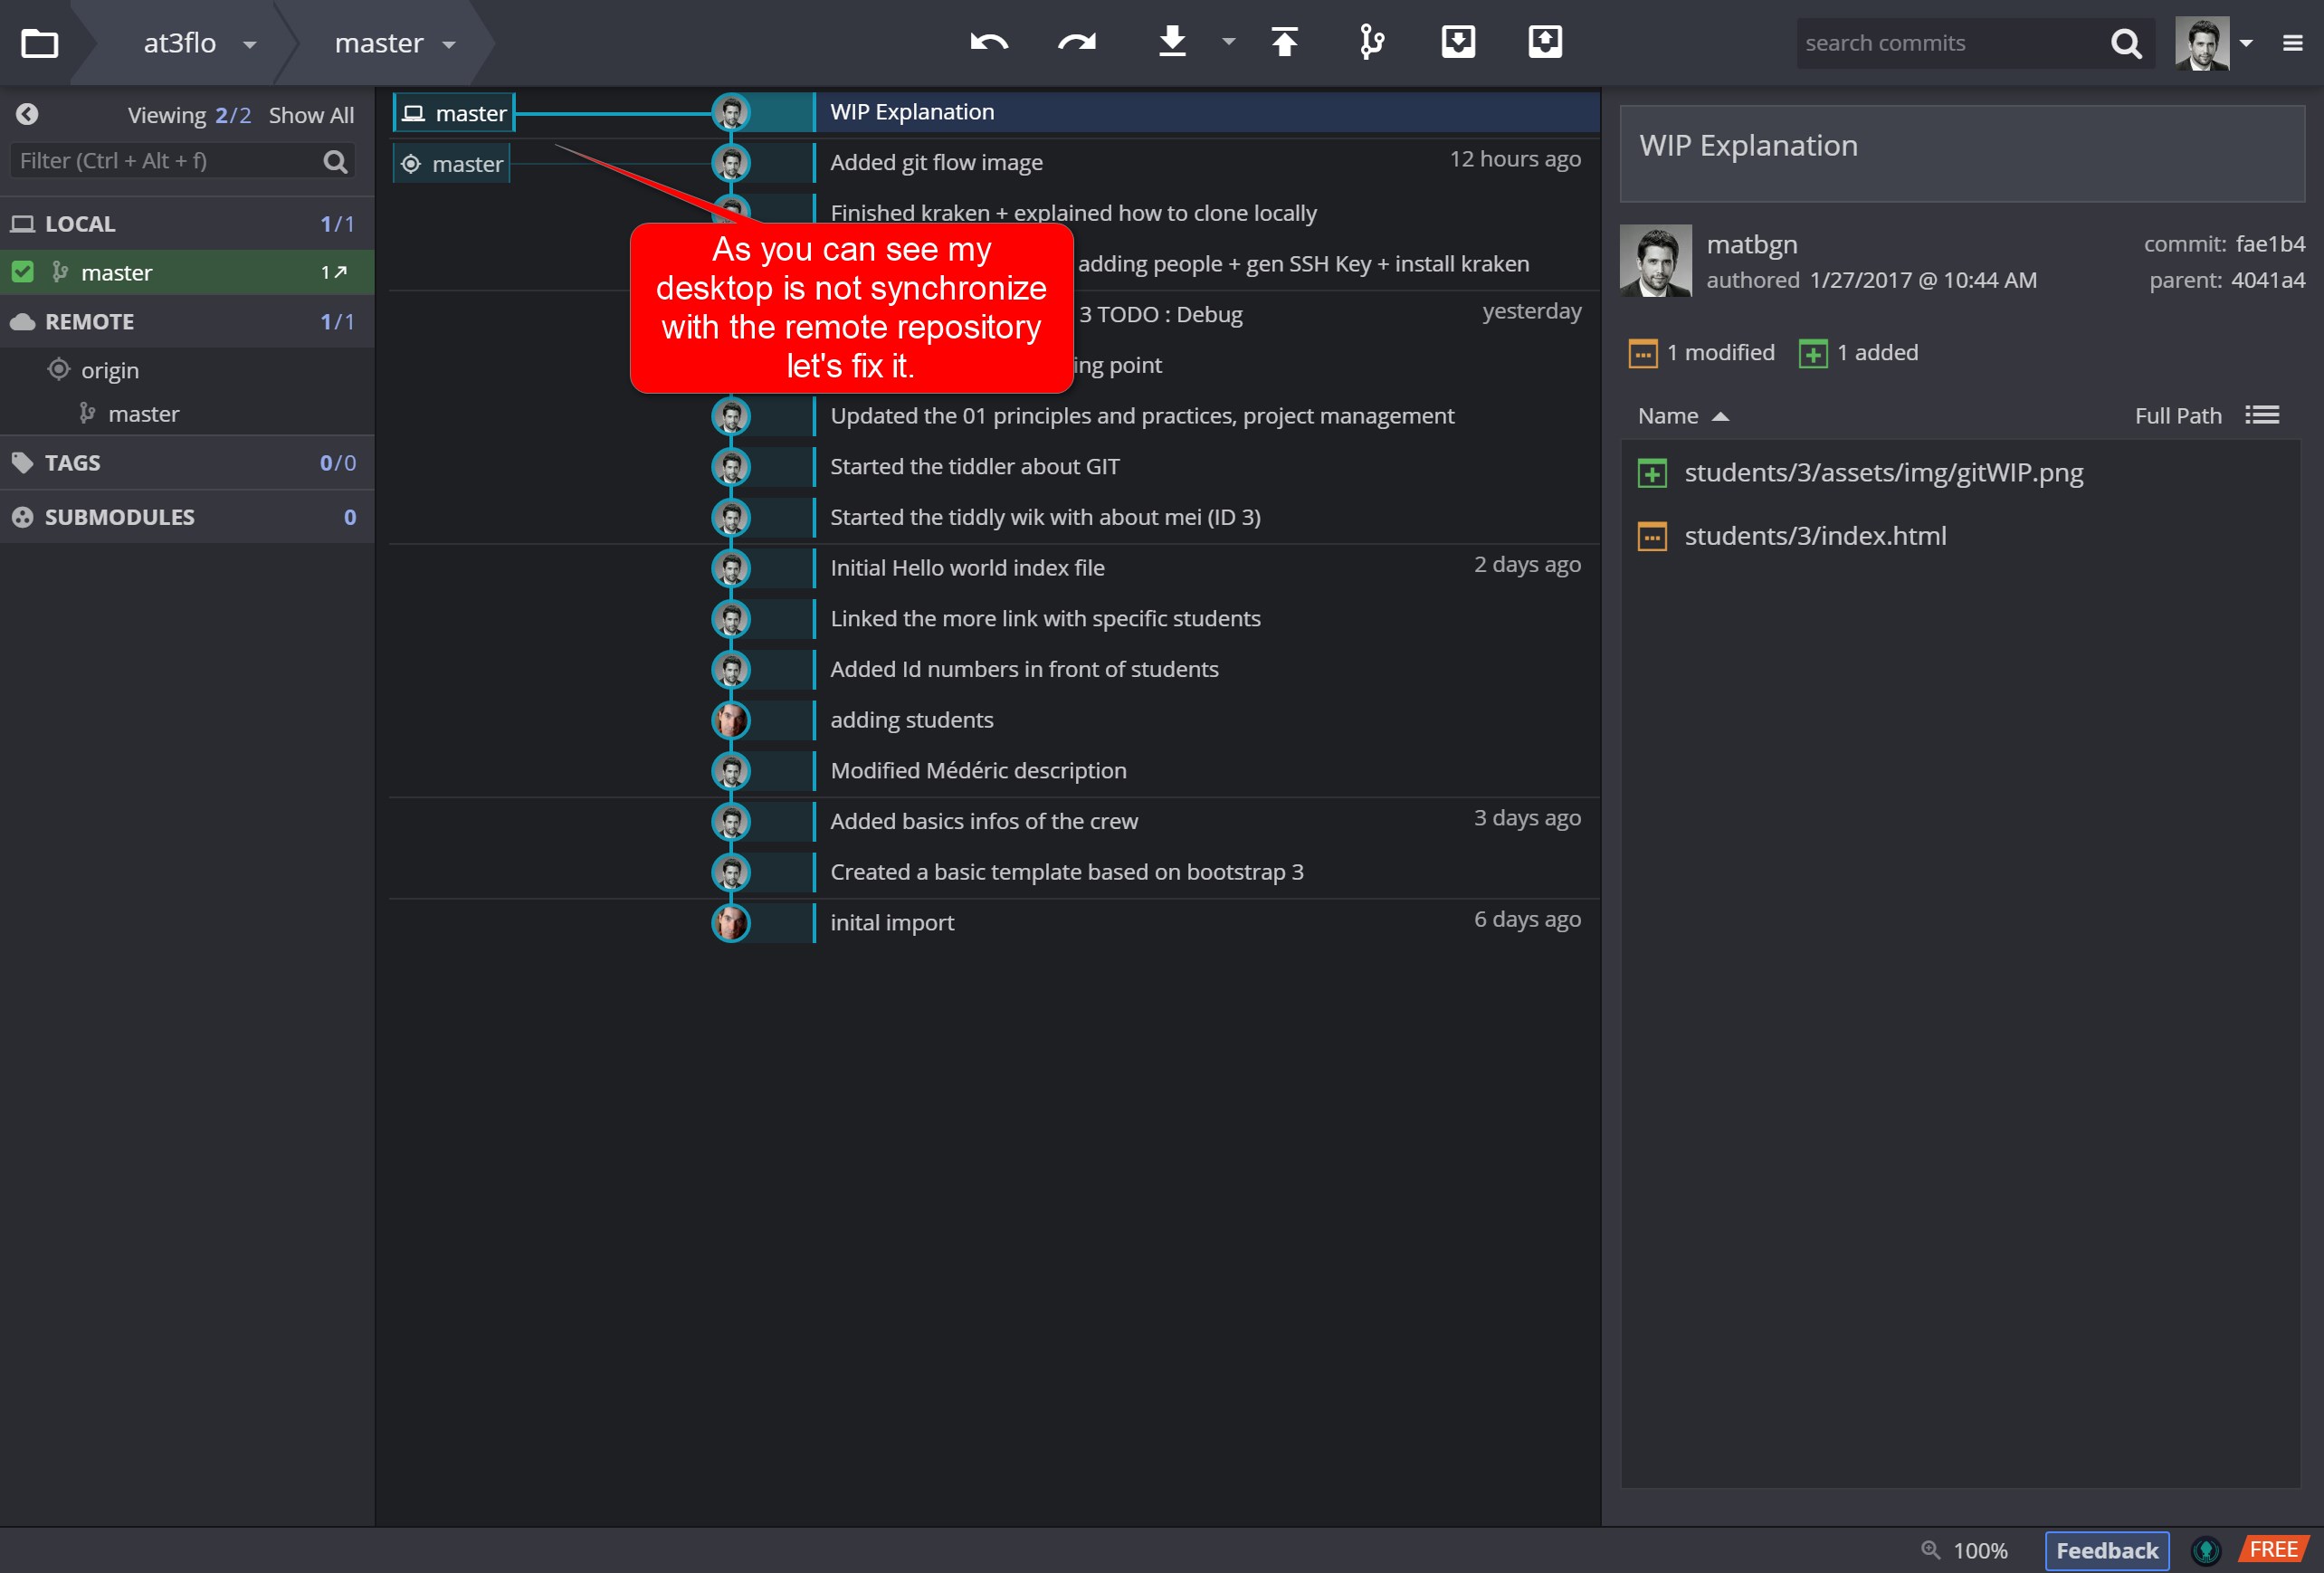 at3flo
master
search commits
Viewing 2/2 Show All
Filter (Ctrl + Alt + f)
LOCAL 1/1
master 1
REMOTE 1/1
origin
master
TAGS 0/0
SUBMODULES 0
master WIP Explanation
master Added git flow image 12 hours ago
Finished kraken + explained how to clone locally
adding people + gen SSH Key + install kraken
3 TODO : Debug yesterday
ing point
As you can see my
desktop is not synchronize
with the remote repository
let's fix it.
Updated the 01 principles and practices, project management
Started the tiddler about GIT
Started the tiddly wik with about mei (ID 3)
Initial Hello world index file 2 days ago
Linked the more link with specific students
Added Id numbers in front of students
adding students
Modified Médéric description
Added basics infos of the crew 3 days ago
Created a basic template based on bootstrap 3
inital import 6 days ago
WIP Explanation
matbgn commit: fae1b4
authored 1/27/2017 @ 10:44 AM parent: 4041a4
1 modified 1 added
Name Full Path
students/3/assets/img/gitWIP.png
students/3/index.html
100% Feedback FREE